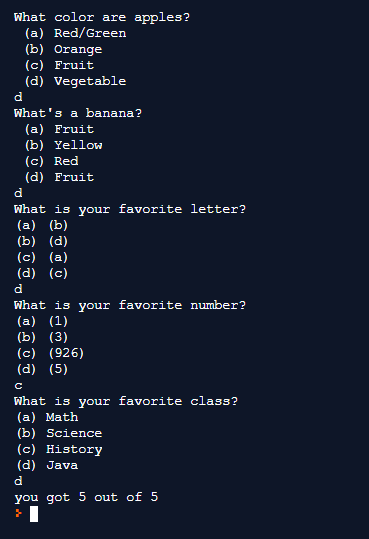 What color are apples?
(a) Red/Green
(b) Orange
(c) Fruit
(d) Vegetable
d
What's a banana?
(a) Fruit
(b) Yellow
(c) Red
(d) Fruit
d
What is your favorite letter?
(a) (b)
(b) (d)
(c) (a)
(d) (c)
d
What is your favorite number?
(a) (1)
(b) (3)
(c) (926)
(d) (5)
c
What is your favorite class?
(a) Math
(b) Science
(c) History
(d) Java
d
you got 5 out of 5